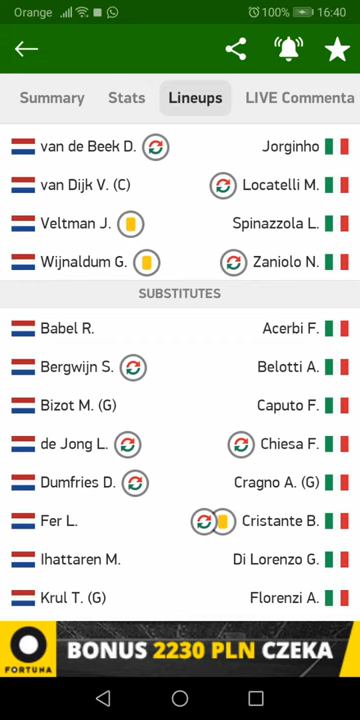 Orange 100% 16:40
Summary Stats Lineups LIVE Commenta
van de Beek D. Jorginho
van Dijk V. (C) Locatelli M.
Veltman J. Spinazzola L.
Wijnaldum G. Zaniolo N.
SUBSTITUTES
Babel R. Acerbi F.
Bergwijn S. Belotti A.
Bizot M. (G) Caputo F.
de Jong L. Chiesa F.
Dumfries D. Cragno A. (G)
Fer L. Cristante B.
Ihattaren M. Di Lorenzo G.
Krul T. (G) Florenzi A.
FORTUNA BONUS 2230 PLN CZEKA